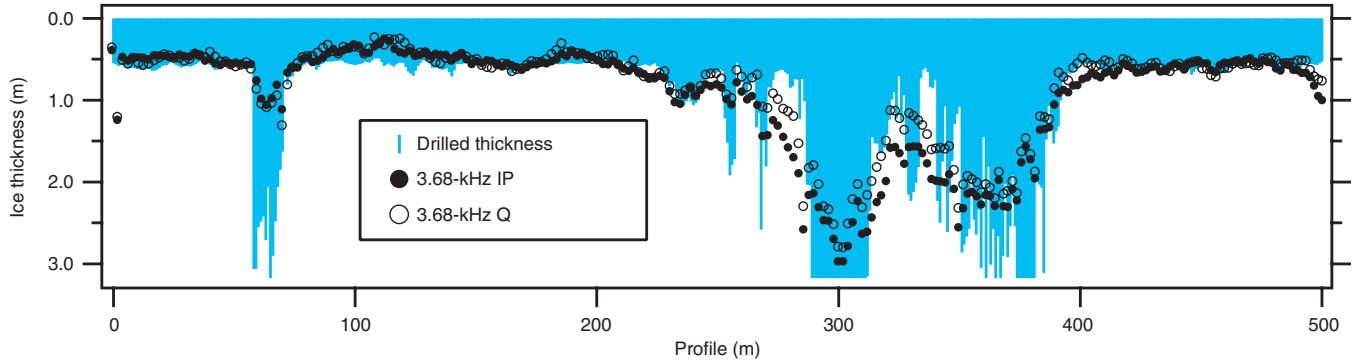 0.0
1.0
2.0
3.0
Ice thickness (m)
Drilled thickness
3.68-kHz IP
3.68-kHz Q
0
100
200
300
400
500
Profile (m)